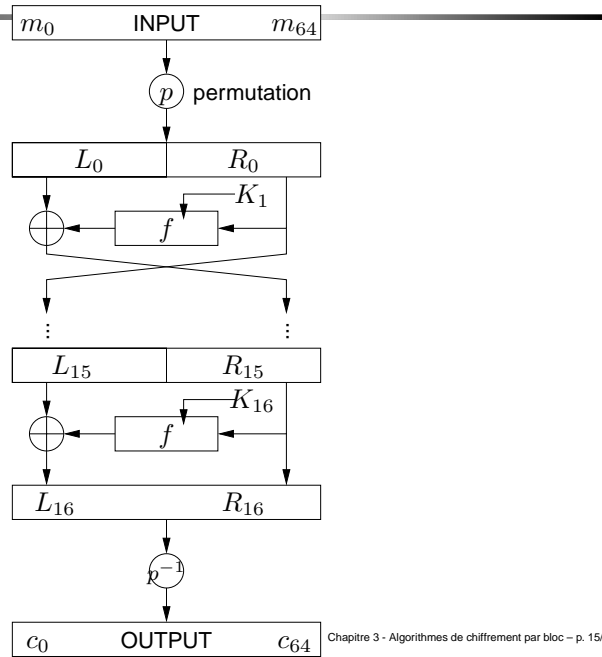 m₀ INPUT m₆₄
p permutation
L₀ R₀
K₁
f
⋮ ⋮
L₁₅ R₁₅
K₁₆
f
L₁₆ R₁₆
p⁻¹
c₀ OUTPUT c₆₄
Chapitre 3 - Algorithmes de chiffrement par bloc – p. 15/